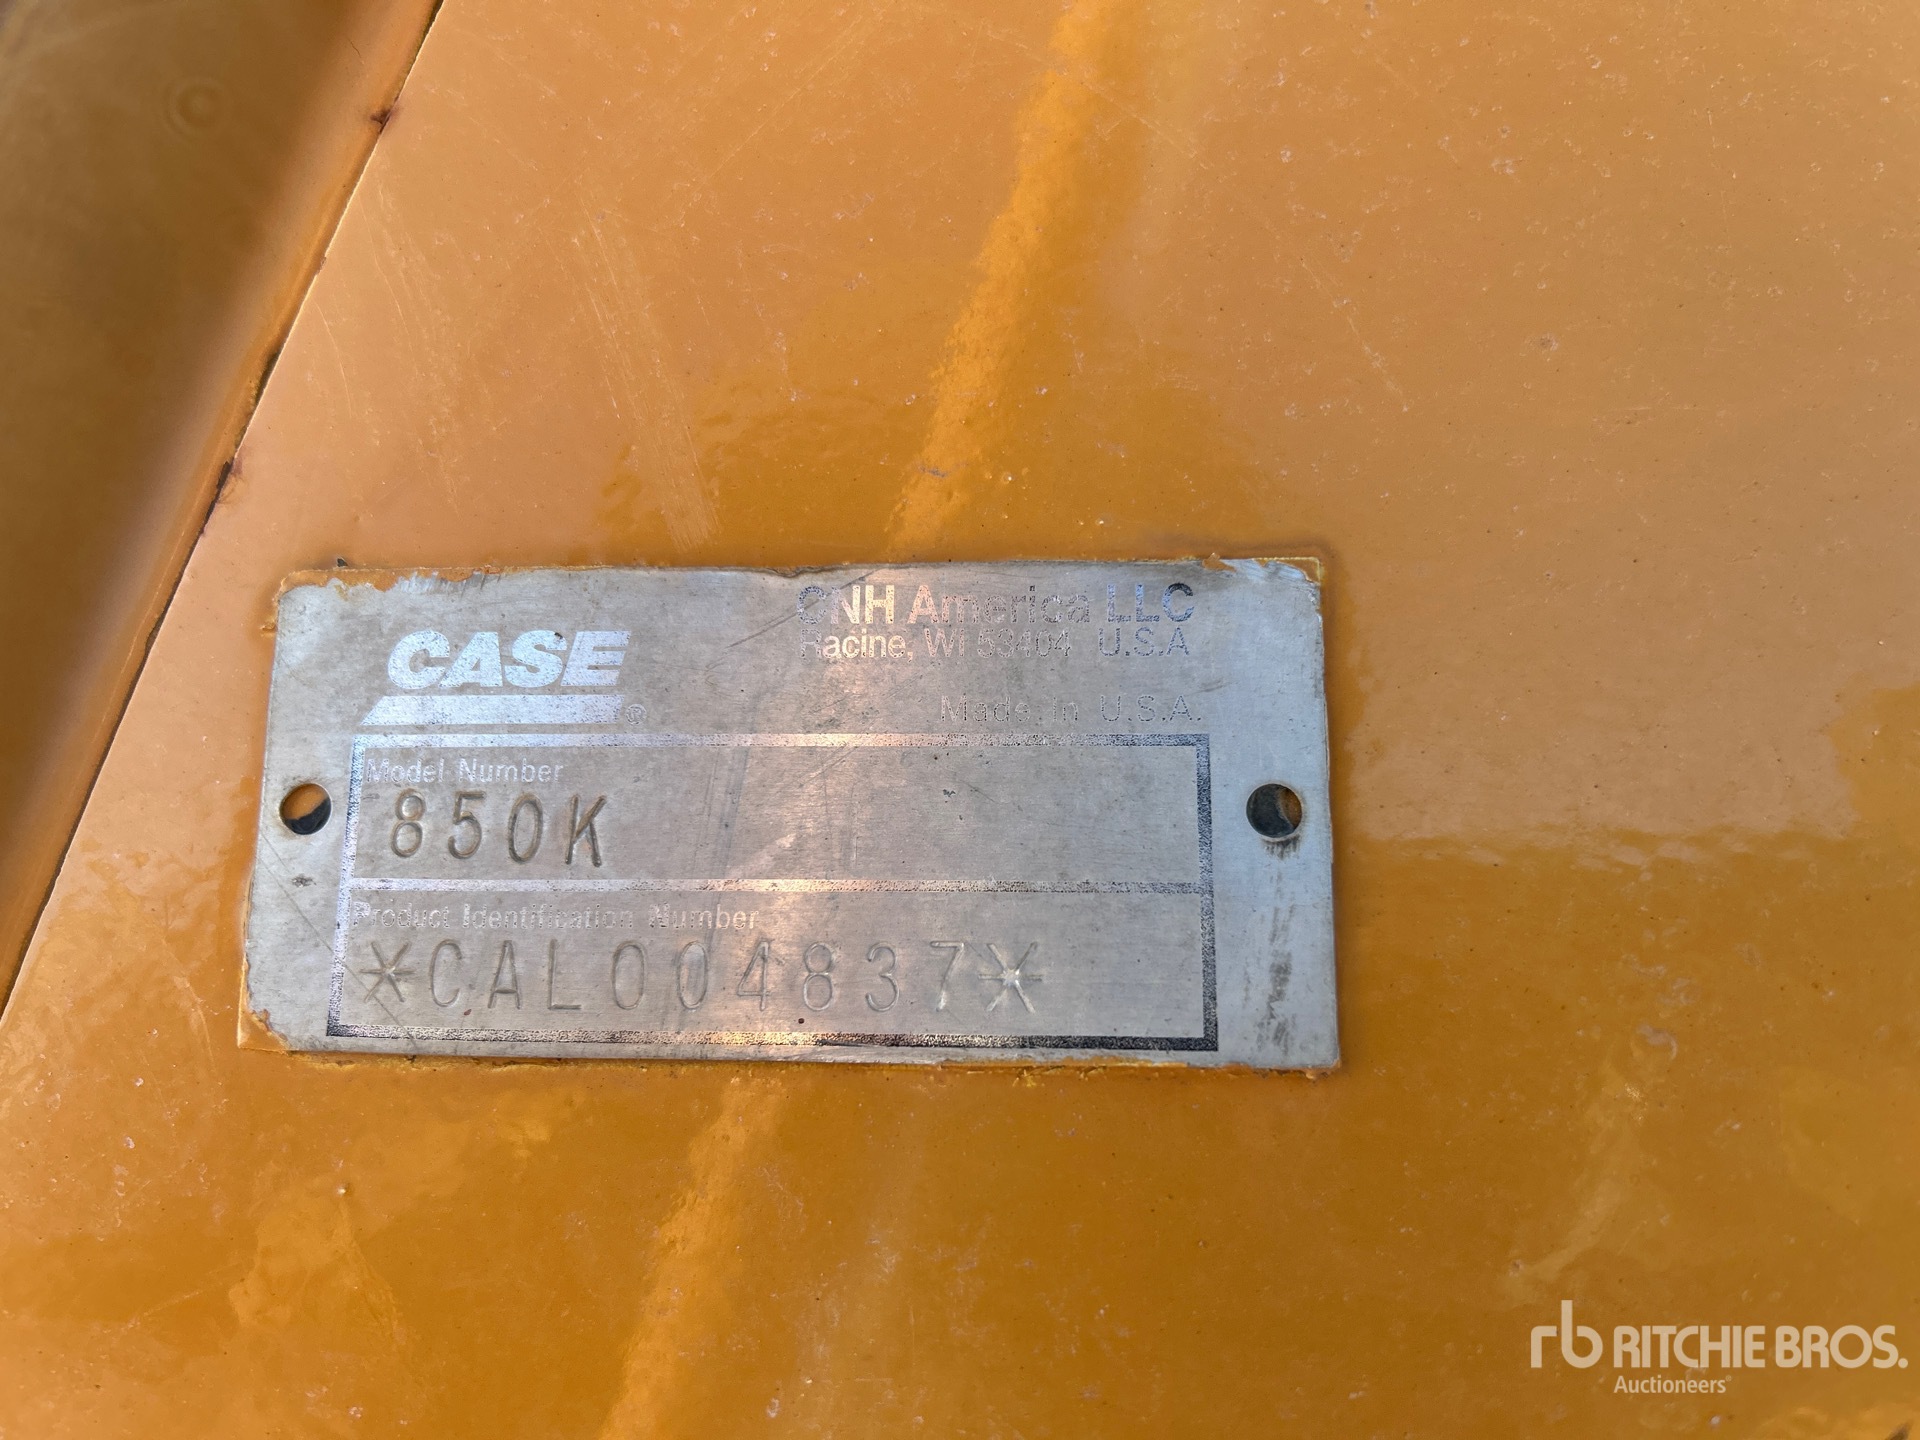 CASE®
CNH America LLC
Racine, WI 53404 U.S.A
Made In U.S.A.
Model Number
850K
Product Identification Number
*CAL004837*
rb RITCHIE BROS.
Auctioneers